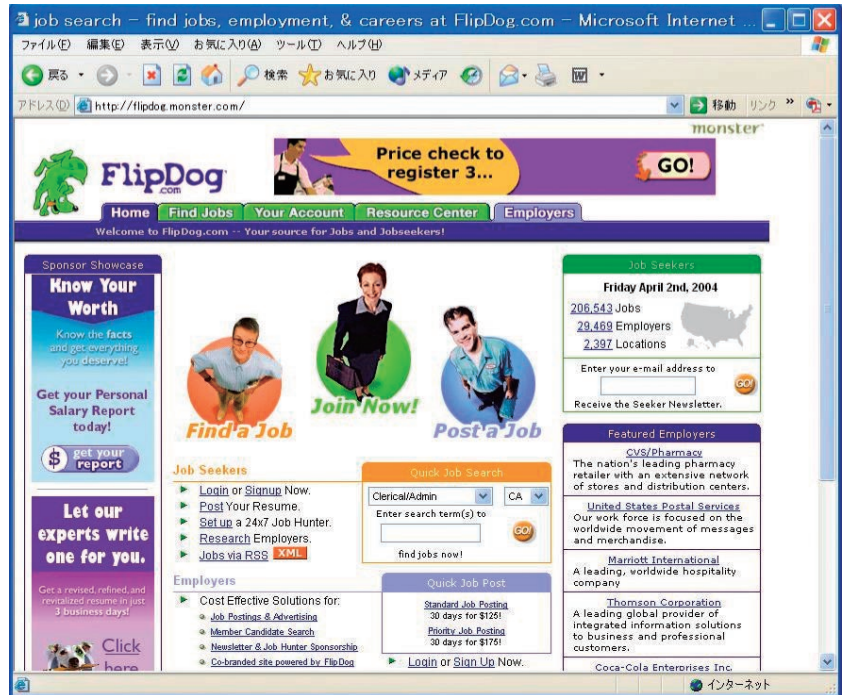 job search - find jobs, employment, & careers at FlipDog.com - Microsoft Internet ...
ファイル(F) 編集(E) 表示(V) お気に入り(A) ツール(T) ヘルプ(H)
戻る 検索 お気に入り メディア
アドレス(D) http://flipdog.monster.com/ 移動 リンク »
monster
FlipDog
.com
Price check to
register 3...
GO!
Home Find Jobs Your Account Resource Center Employers
Welcome to FlipDog.com -- Your source for Jobs and Jobseekers!
Sponsor Showcase
Know Your
Worth
Know the facts
and get everything
you deserve!
Get your Personal
Salary Report
today!
$ get your
report
Let our
experts write
one for you.
Get a revised, refined, and
revitalized resume in just
3 business days!
Click
here
Find a Job
Join Now!
Post a Job
Job Seekers
Login or Signup Now.
Post Your Resume.
Set up a 24x7 Job Hunter.
Research Employers.
Jobs via RSS XML
Quick Job Search
Clerical/Admin CA
Enter search term(s) to
GO!
find jobs now!
Employers
Cost Effective Solutions for:
Job Postings & Advertising
Member Candidate Search
Newsletter & Job Hunter Sponsorship
Co-branded site powered by FlipDog
Quick Job Post
Standard Job Posting
30 days for $125!
Priority Job Posting
30 days for $175!
Login or Sign Up Now.
Job Seekers
Friday April 2nd, 2004
206,543 Jobs
29,469 Employers
2,397 Locations
Enter your e-mail address to
GO!
Receive the Seeker Newsletter.
Featured Employers
CVS/Pharmacy
The nation's leading pharmacy
retailer with an extensive network
of stores and distribution centers.
United States Postal Services
Our work force is focused on the
worldwide movement of messages
and merchandise.
Marriott International
A leading, worldwide hospitality
company
Thomson Corporation
A leading global provider of
integrated information solutions
to business and professional
customers.
Coca-Cola Enterprises Inc.
インターネット